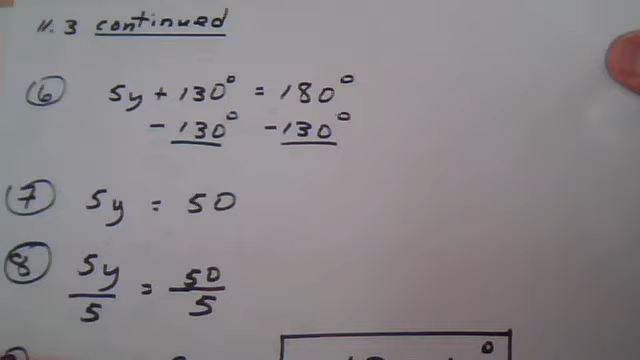 11.3 continued
6 5y + 130° = 180°
- 130° - 130°
7 5y = 50
8 5y/5 = 50/5